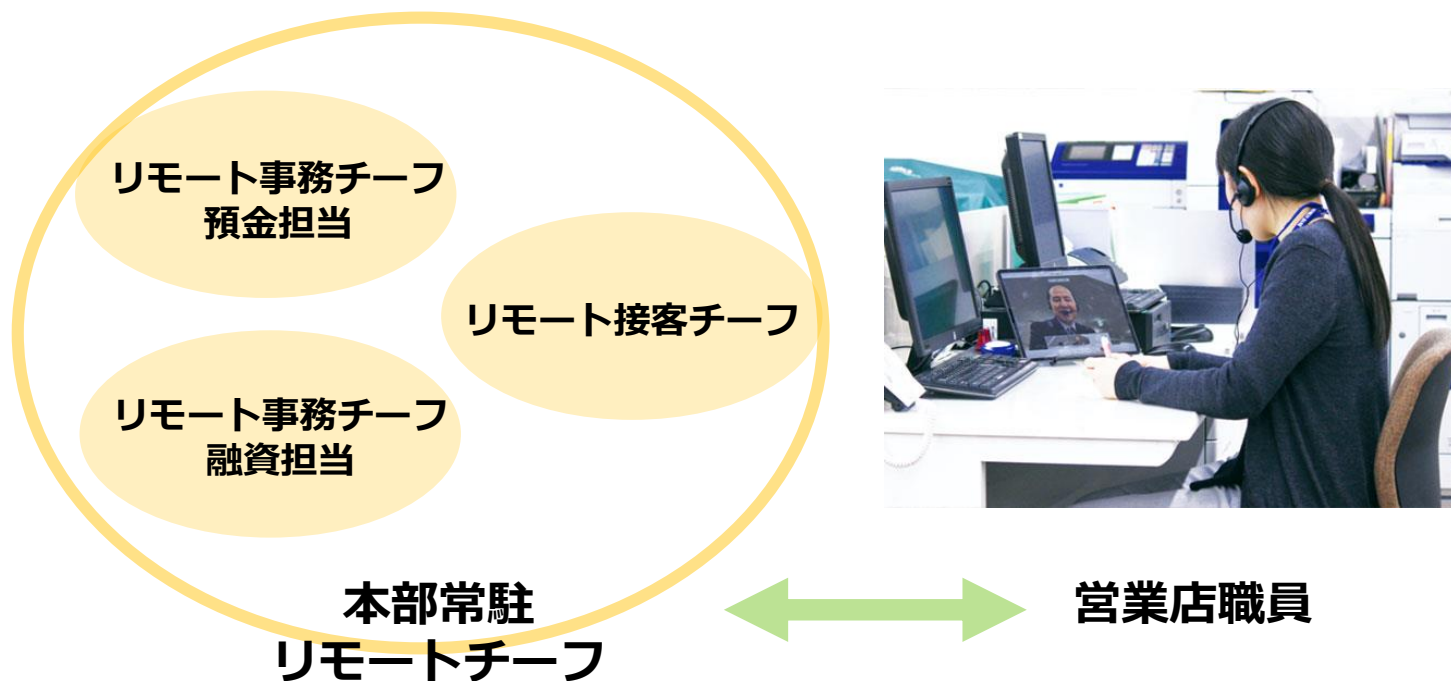 リモート事務チーフ
預金担当
リモート接客チーフ
リモート事務チーフ
融資担当
本部常駐
リモートチーフ
営業店職員